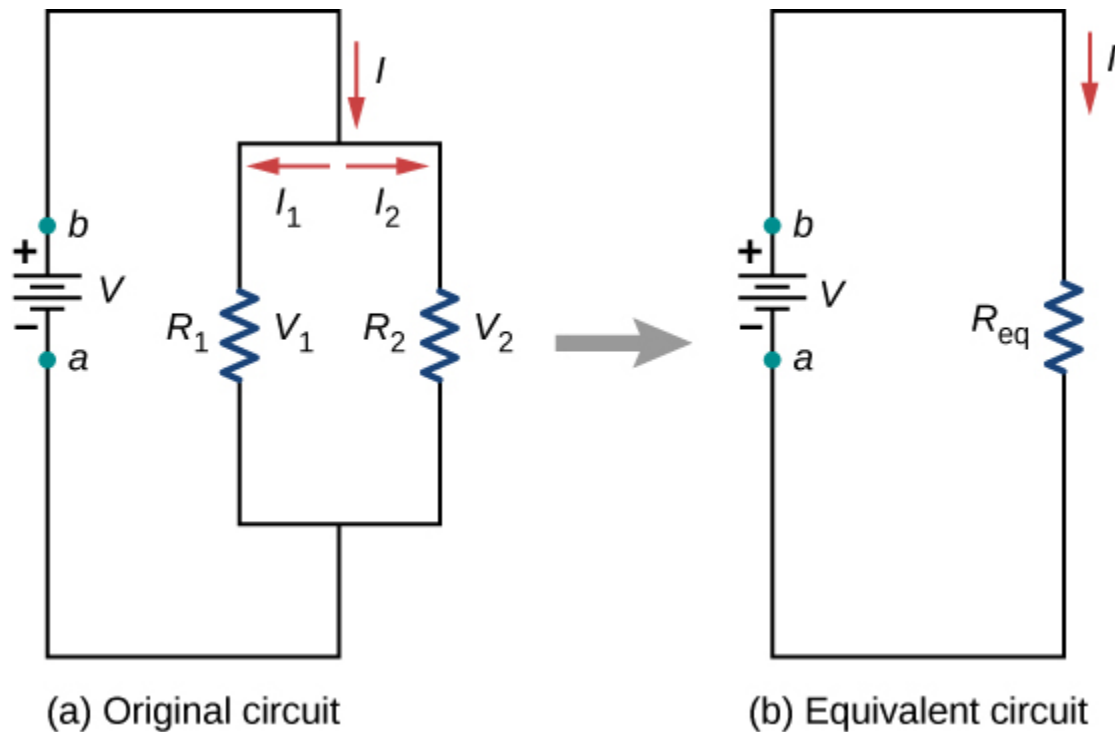 I
I₁ I₂
b
+
V
−
a
R₁ V₁ R₂ V₂
(a) Original circuit
I
b
+
V
−
a
Req
(b) Equivalent circuit